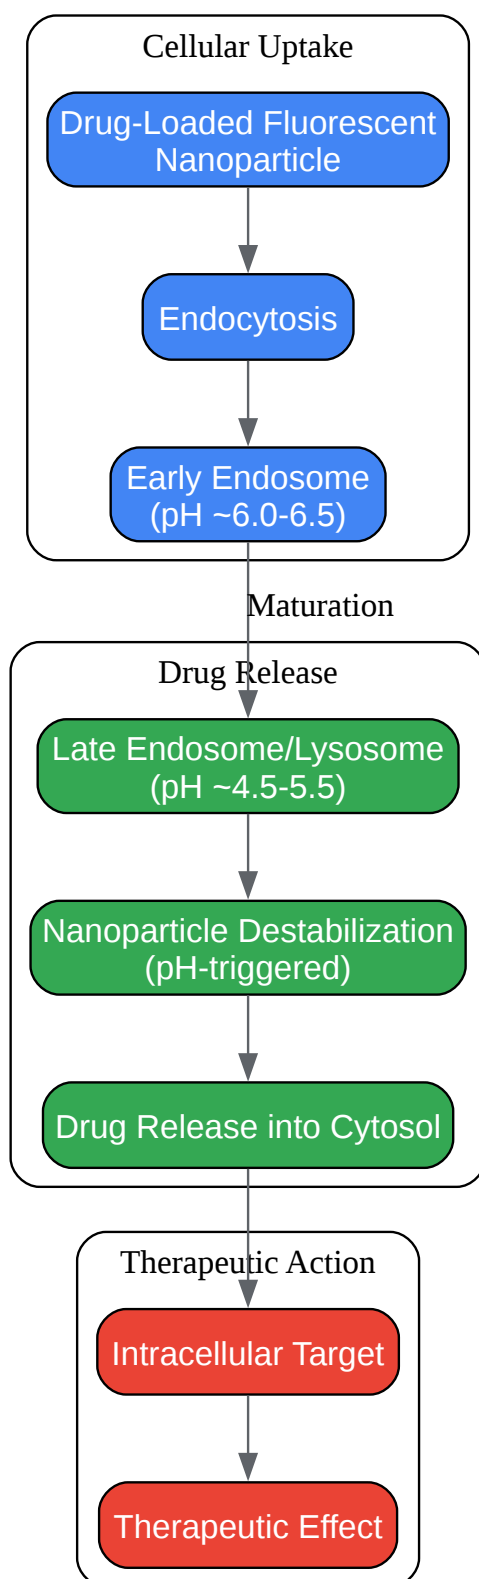 Cellular Uptake
Drug-Loaded Fluorescent
Nanoparticle
Endocytosis
Early Endosome
(pH ~6.0-6.5)
Maturation
Drug Release
Late Endosome/Lysosome
(pH ~4.5-5.5)
Nanoparticle Destabilization
(pH-triggered)
Drug Release into Cytosol
Therapeutic Action
Intracellular Target
Therapeutic Effect